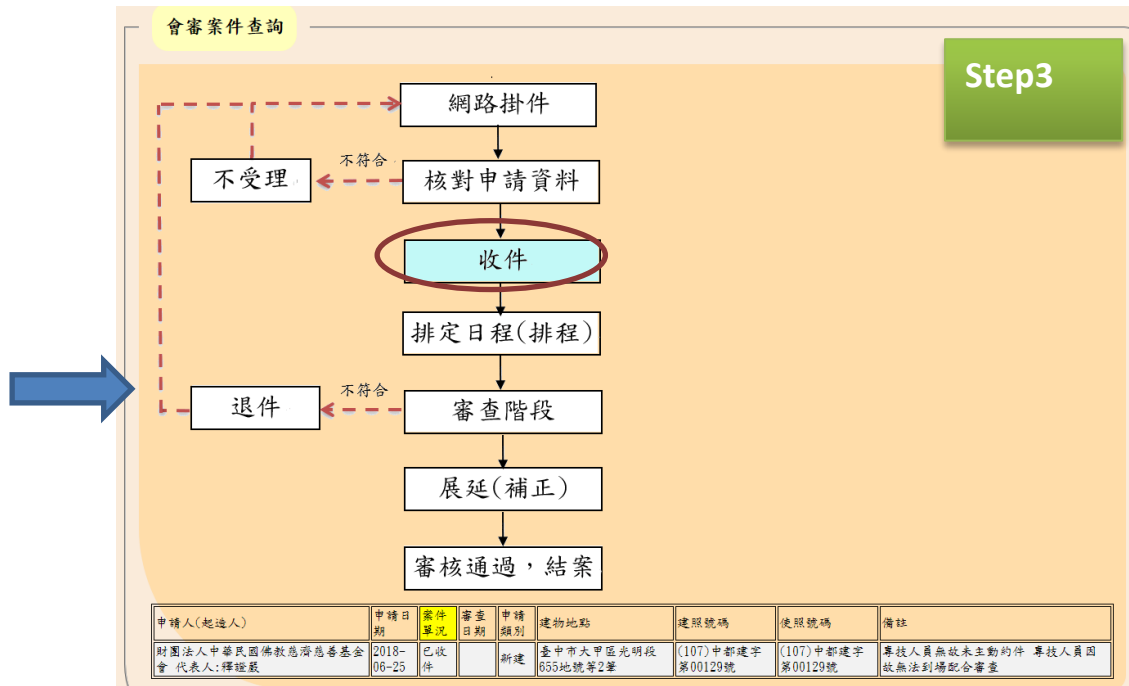 會審案件查詢
Step3
網路掛件
不符合
不受理
核對申請資料
收件
排定日程(排程)
不符合
退件
審查階段
展延(補正)
審核通過，結案
申請人(起造人)
申請日
期
案件
單況
審查
日期
申請
類別
建物地點
建照號碼
使照號碼
備註
財團法人中華民國佛教慈濟慈善基金
會 代表人:釋證嚴
2018-
06-25
已收
件
新建
臺中市大甲區光明段
655地號等2筆
(107)中都建字
第00129號
(107)中都建字
第00129號
專技人員無故未主動約件 專技人員因
故無法到場配合審查